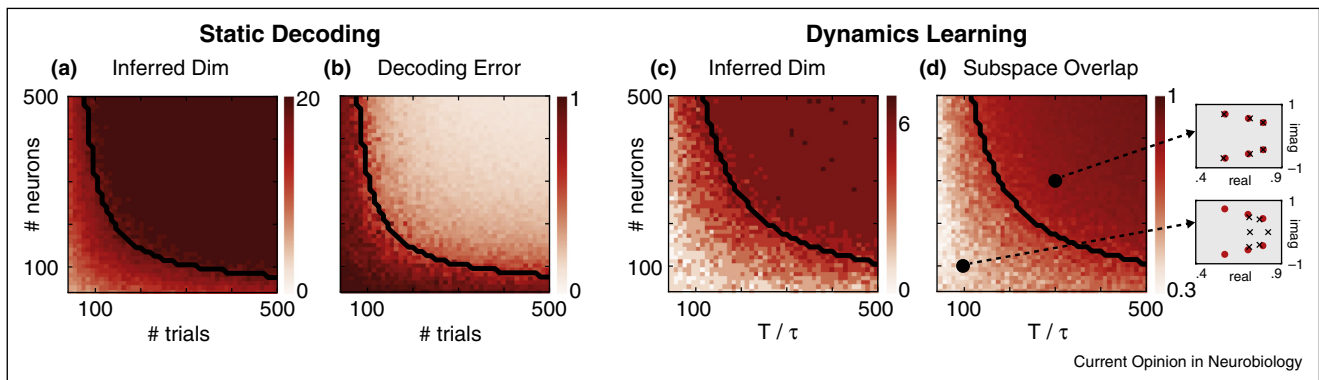 Static Decoding
Dynamics Learning
(a) Inferred Dim
(b) Decoding Error
(c) Inferred Dim
(d) Subspace Overlap
500
20
1
6
1
# neurons
# neurons
100
100
0
0
0
0.3
100 500
100 500
100 500
100 500
# trials
# trials
T / τ
T / τ
1
imag
-1
.4 real .9
1
imag
-1
.4 real .9
Current Opinion in Neurobiology